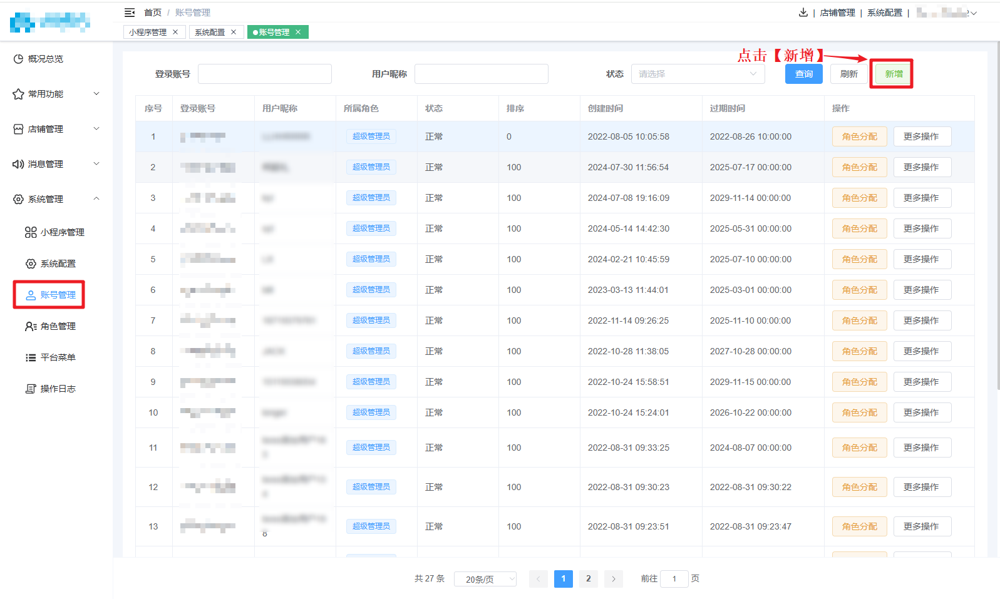 首页 / 账号管理
| 店铺管理 | 系统配置 |
小程序管理 ×
系统配置 ×
账号管理 ×
概况总览
常用功能
店铺管理
消息管理
系统管理
小程序管理
系统配置
账号管理
角色管理
平台菜单
操作日志
点击【新增】
登录账号
用户昵称
状态 请选择
查询 刷新 新增
序号 登录账号 用户昵称 所属角色 状态 排序 创建时间 过期时间 操作
1 超级管理员 正常 0 2022-08-05 10:05:58 2022-08-26 10:00:00 角色分配 更多操作
2 超级管理员 正常 100 2024-07-30 11:56:54 2025-07-17 00:00:00 角色分配 更多操作
3 超级管理员 正常 100 2024-07-08 19:16:09 2029-11-14 00:00:00 角色分配 更多操作
4 超级管理员 正常 100 2024-05-14 14:42:30 2025-05-31 00:00:00 角色分配 更多操作
5 超级管理员 正常 100 2024-02-21 10:45:59 2025-07-10 00:00:00 角色分配 更多操作
6 超级管理员 正常 100 2023-03-13 11:44:01 2025-03-01 00:00:00 角色分配 更多操作
7 超级管理员 正常 100 2022-11-14 09:26:25 2025-11-10 00:00:00 角色分配 更多操作
8 超级管理员 正常 100 2022-10-28 11:38:05 2027-10-28 00:00:00 角色分配 更多操作
9 超级管理员 正常 100 2022-10-24 15:58:51 2029-11-15 00:00:00 角色分配 更多操作
10 超级管理员 正常 100 2022-10-24 15:24:01 2026-10-22 00:00:00 角色分配 更多操作
11 超级管理员 正常 100 2022-08-31 09:33:25 2024-08-07 00:00:00 角色分配 更多操作
12 超级管理员 正常 100 2022-08-31 09:30:23 2022-08-31 09:30:22 角色分配 更多操作
13 8 超级管理员 正常 100 2022-08-31 09:23:51 2022-08-31 09:23:47 角色分配 更多操作
共 27 条 20条/页 < 1 2 > 前往 1 页